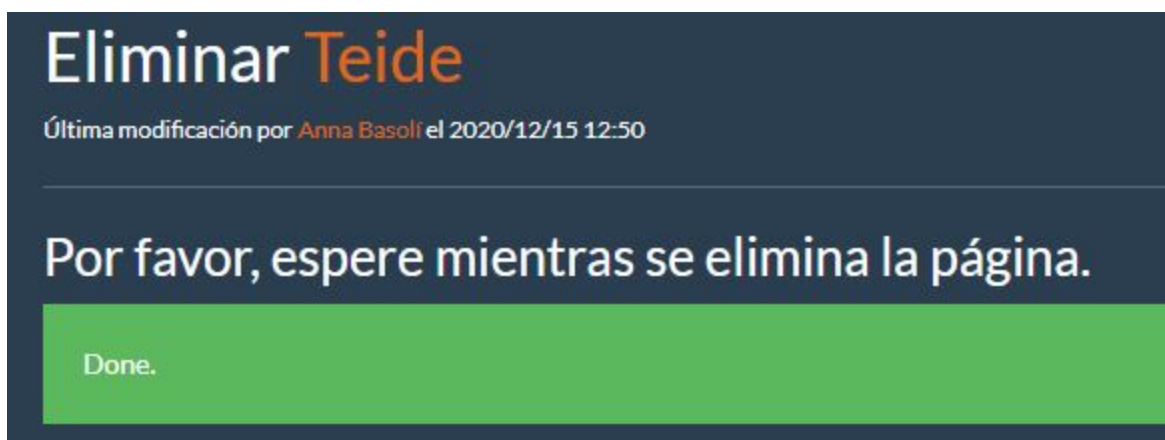 Eliminar Teide
Última modificación por Anna Basolí el 2020/12/15 12:50
Por favor, espere mientras se elimina la página.
Done.